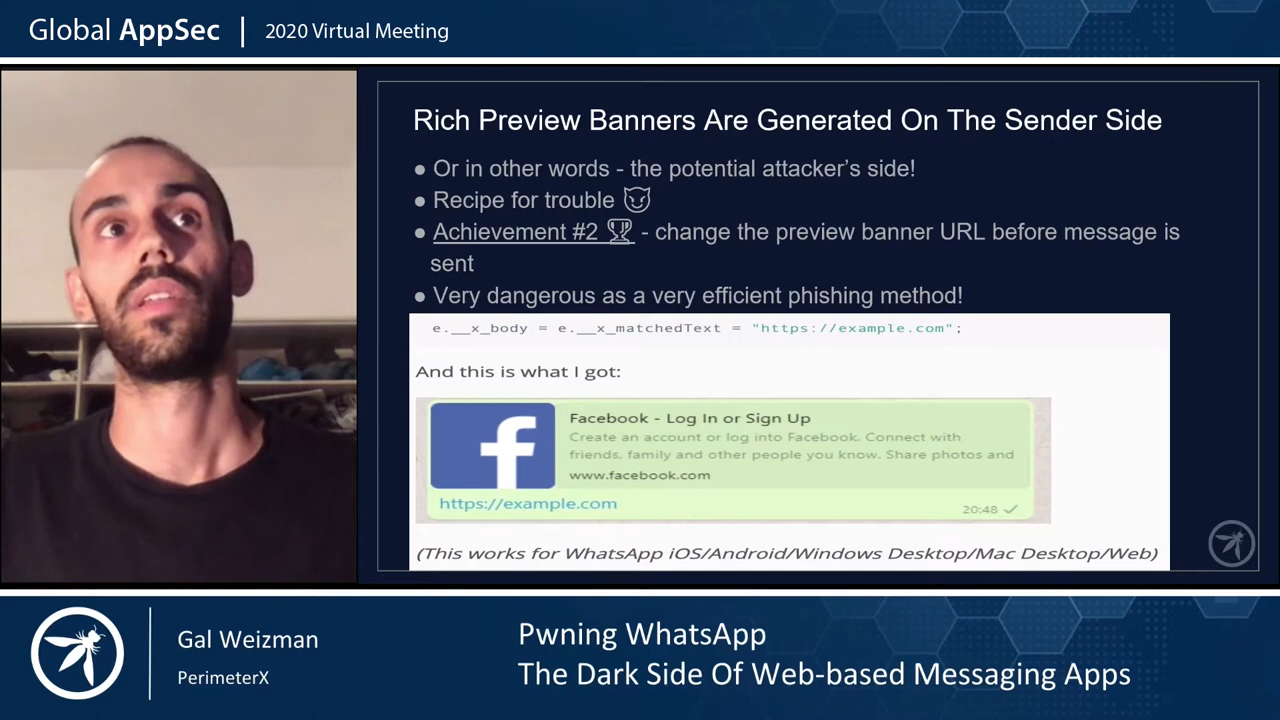 Global AppSec | 2020 Virtual Meeting
Rich Preview Banners Are Generated On The Sender Side
● Or in other words - the potential attacker's side!
● Recipe for trouble
● Achievement #2 - change the preview banner URL before message is
sent
● Very dangerous as a very efficient phishing method!
e.__x_body = e.__x_matchedText = "https://example.com";
And this is what I got:
Facebook - Log In or Sign Up
Create an account or log into Facebook. Connect with
friends, family and other people you know. Share photos and
www.facebook.com
https://example.com
20:48
(This works for WhatsApp iOS/Android/Windows Desktop/Mac Desktop/Web)
Gal Weizman
PerimeterX
Pwning WhatsApp
The Dark Side Of Web-based Messaging Apps